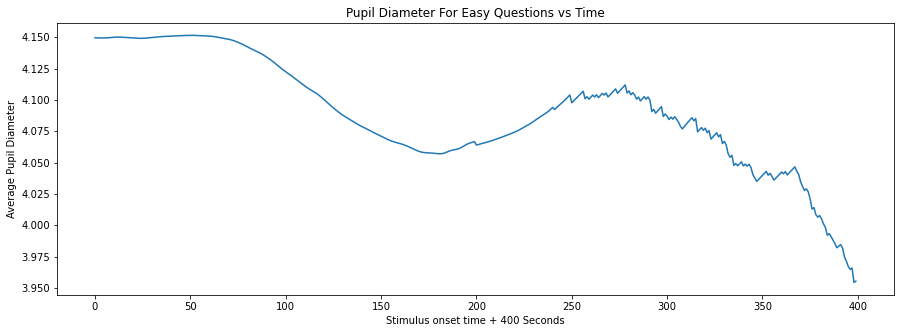 Pupil Diameter For Easy Questions vs Time
4.150
4.125
4.100
4.075
4.050
4.025
4.000
3.975
3.950
Average Pupil Diameter
0 50 100 150 200 250 300 350 400
Stimulus onset time + 400 Seconds